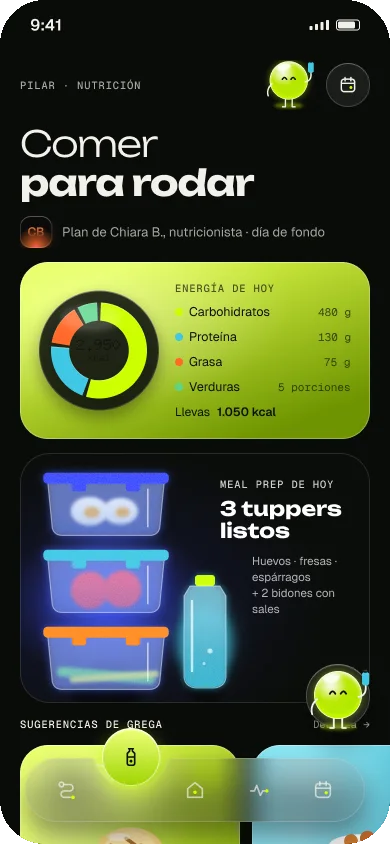 9:41
PILAR · NUTRICIÓN
Comer
para rodar
CB
Plan de Chiara B., nutricionista · día de fondo
ENERGÍA DE HOY
Carbohidratos 480 g
Proteína 130 g
Grasa 75 g
Verduras 5 porciones
Llevas 1.050 kcal
MEAL PREP DE HOY
3 tuppers
listos
Huevos · fresas ·
espárragos
+ 2 bidones con
sales
SUGERENCIAS DE GREGA